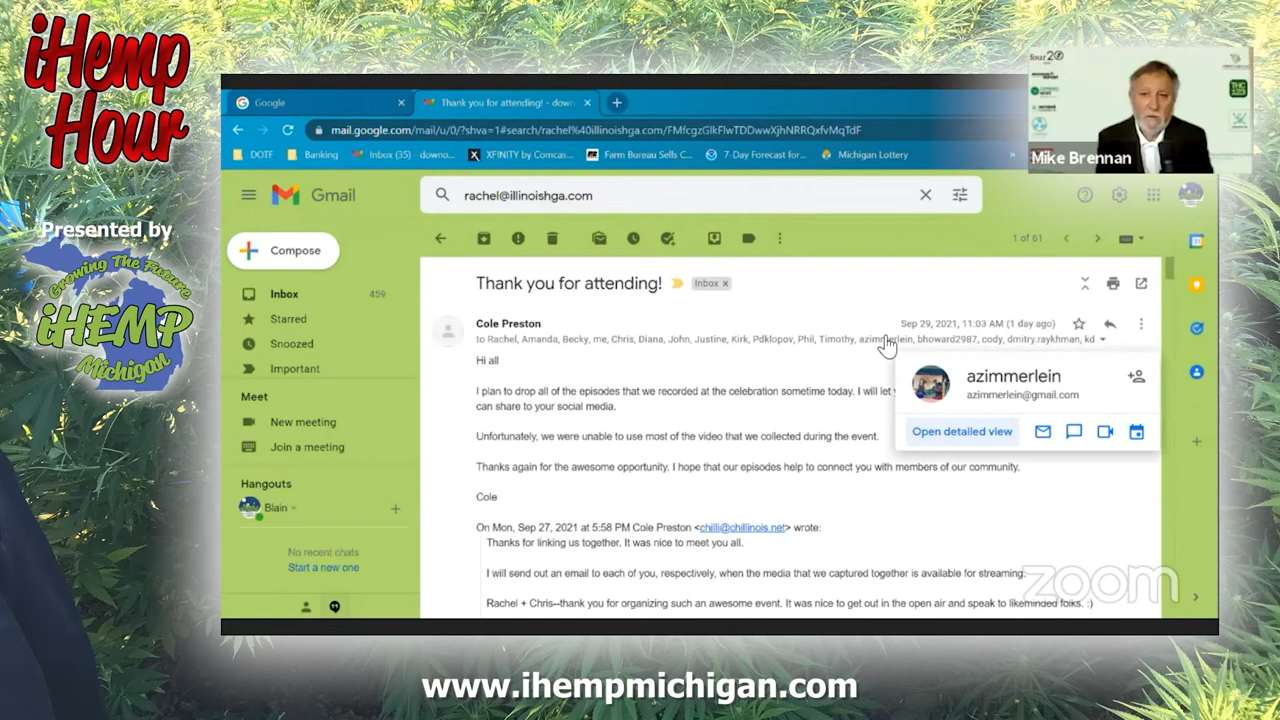 iHemp
Hour
Presented by
Growing The Future
iHEMP
Michigan
Google
Thank you for attending! - down
mail.google.com/mail/u/0/?shva=1#search/rachel%40illinoishga.com/FMfcgzGlkFlwTDDwwXjhNRRQxfvMqTdF
DOTF
Banking
Inbox (35) - downo...
XFINITY by Comcas...
Farm Bureau Sells C...
7-Day Forecast for...
Michigan Lottery
»
four20
Mike Brennan
Gmail
rachel@illinoishga.com
Compose
1 of 61
Inbox 459
Starred
Snoozed
Important
Meet
New meeting
Join a meeting
Hangouts
Blain
No recent chats
Start a new one
Thank you for attending!
Inbox x
Cole Preston
Sep 29, 2021, 11:03 AM (1 day ago)
to Rachel, Amanda, Becky, me, Chris, Diana, John, Justine, Kirk, Pdklopov, Phil, Timothy, azimmerlein, bhoward2987, cody, dmitry.raykhman, kd
Hi all
I plan to drop all of the episodes that we recorded at the celebration sometime today. I will let
can share to your social media.
Unfortunately, we were unable to use most of the video that we collected during the event.
Thanks again for the awesome opportunity. I hope that our episodes help to connect you with members of our community.
Cole
On Mon, Sep 27, 2021 at 5:58 PM Cole Preston <chilli@chillinois.net> wrote:
Thanks for linking us together. It was nice to meet you all.
I will send out an email to each of you, respectively, when the media that we captured together is available for streaming.
Rachel + Chris--thank you for organizing such an awesome event. It was nice to get out in the open air and speak to likeminded folks. :)
azimmerlein
azimmerlein@gmail.com
Open detailed view
zoom
www.ihempmichigan.com